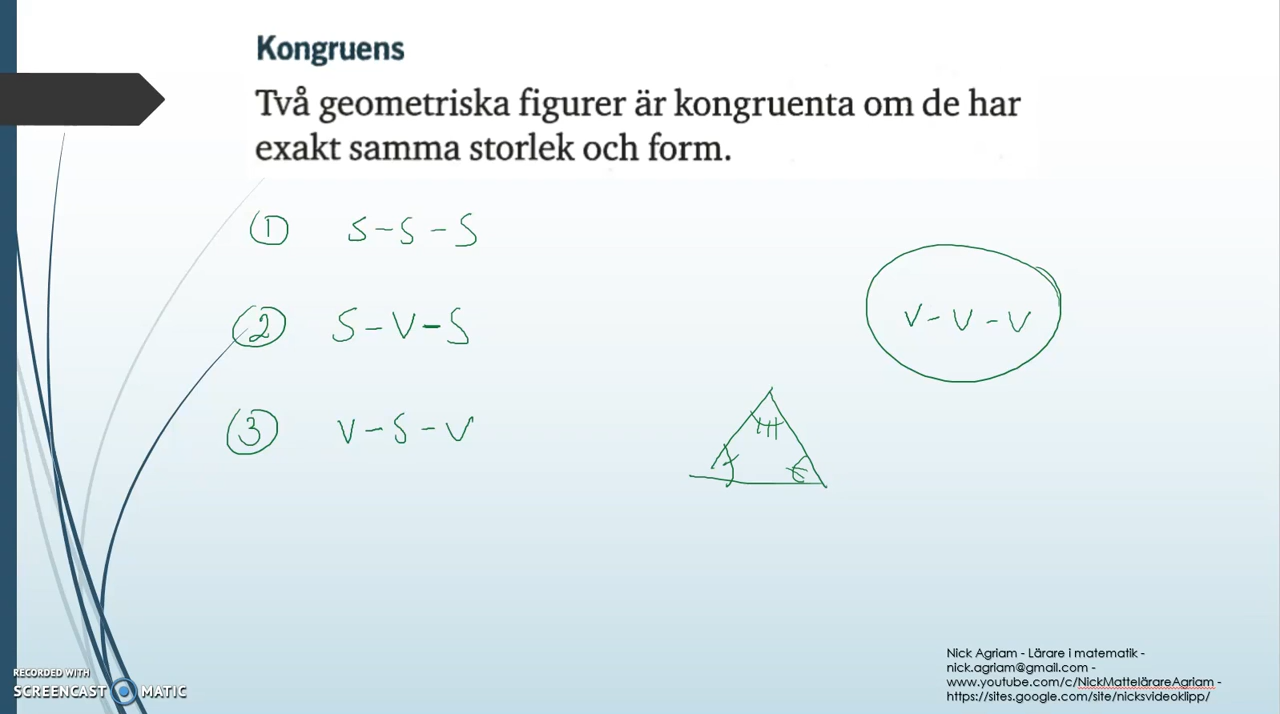 Kongruens
Två geometriska figurer är kongruenta om de har
exakt samma storlek och form.
1 S-S-S
2 S-V-S
3 V-S-V
V-V-V
Nick Agriam - Lärare i matematik -
nick.agriam@gmail.com -
www.youtube.com/c/NickMattelärareAgriam -
https://sites.google.com/site/nicksvideoklipp/
RECORDED WITH
SCREENCAST MATIC